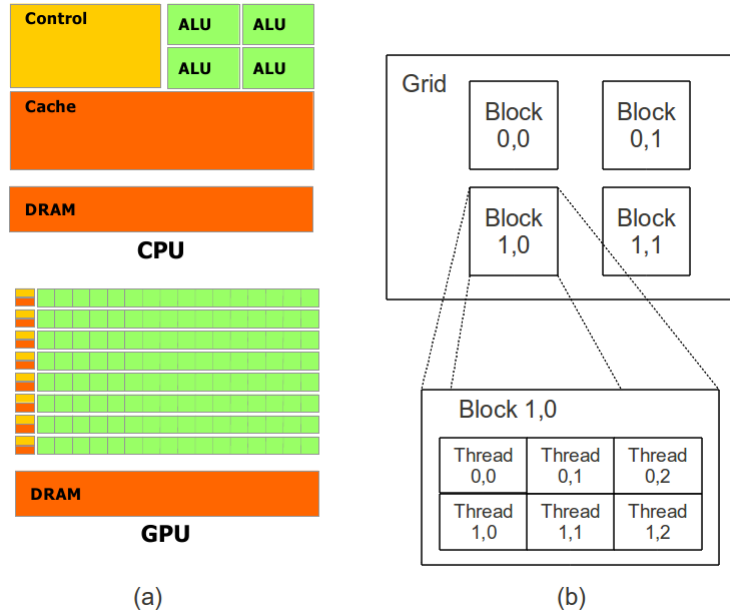 Control
ALU
ALU
ALU
ALU
Cache
DRAM
CPU
DRAM
GPU
(a)
Grid
Block
0,0
Block
0,1
Block
1,0
Block
1,1
Block 1,0
Thread
0,0
Thread
0,1
Thread
0,2
Thread
1,0
Thread
1,1
Thread
1,2
(b)